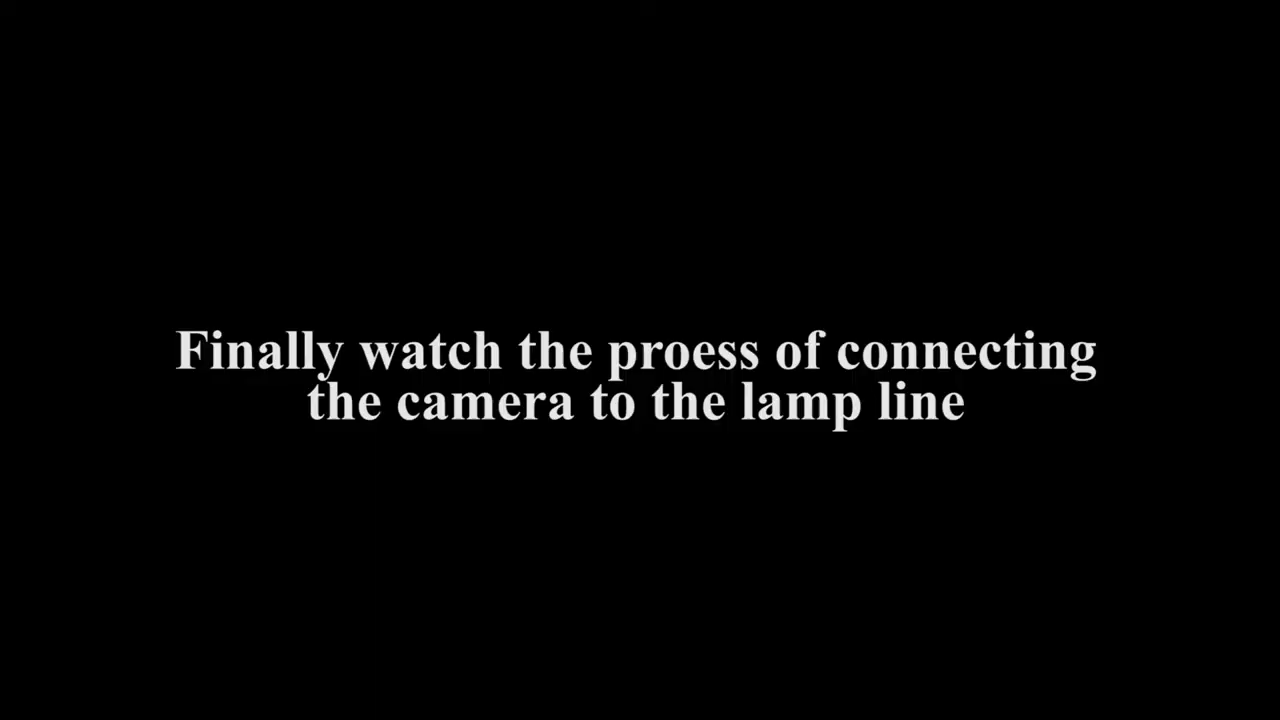 Finally watch the proess of connecting
the camera to the lamp line